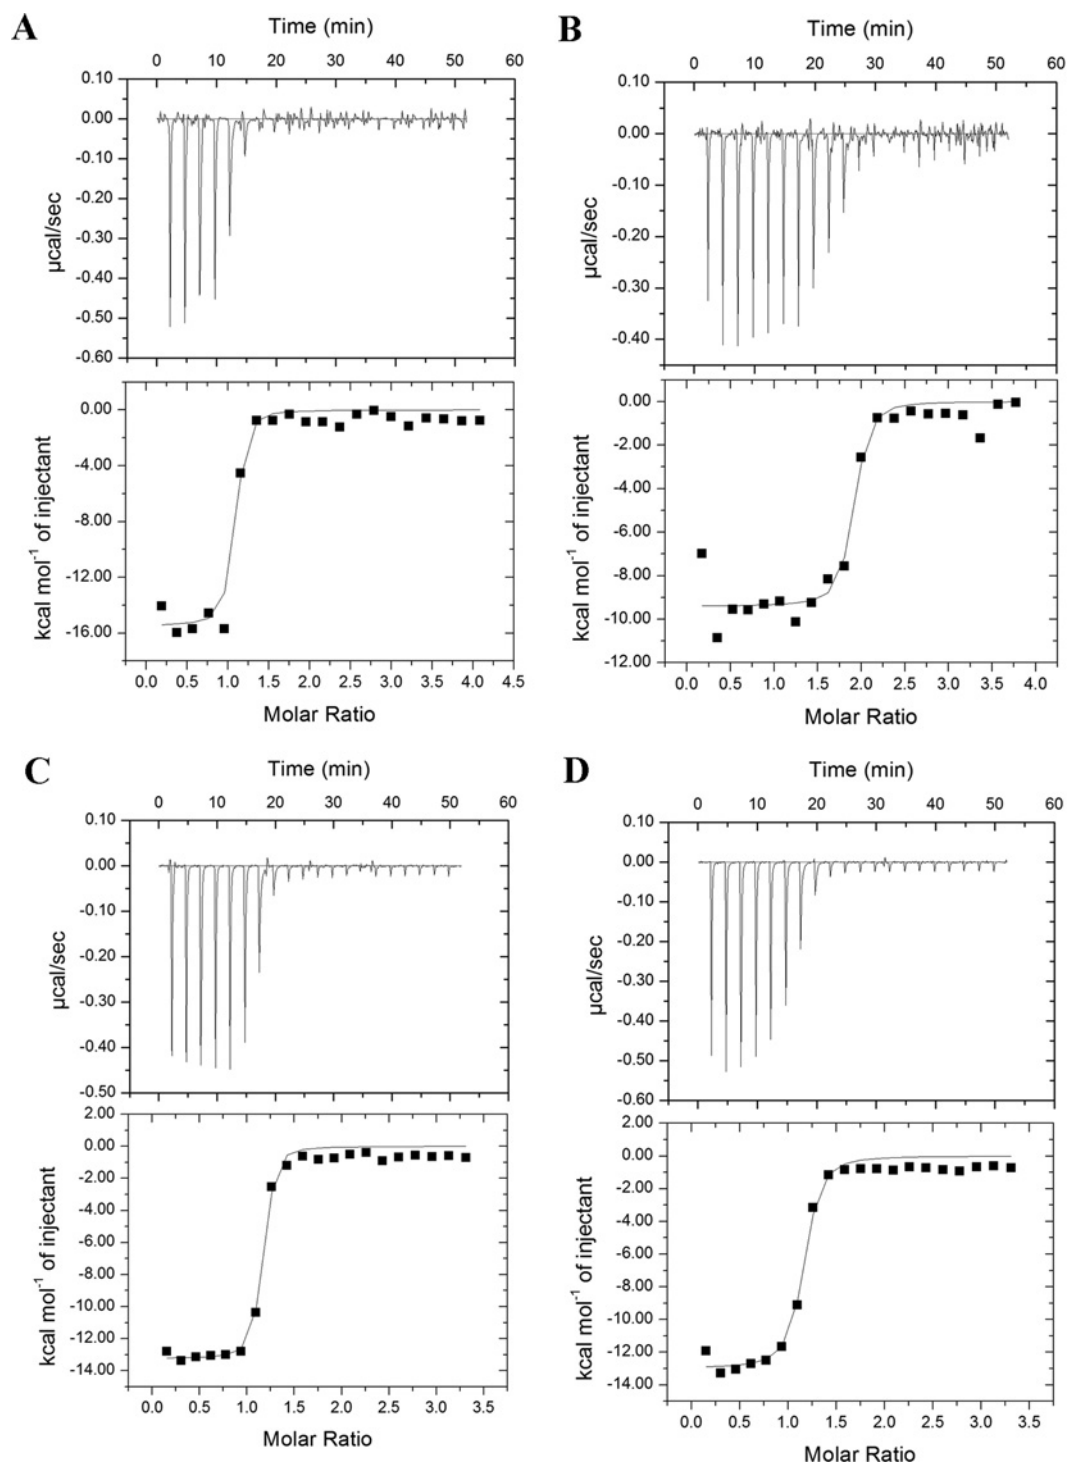 A
Time (min)
0 10 20 30 40 50 60
0.10
0.00
-0.10
-0.20
-0.30
-0.40
-0.50
-0.60
µcal/sec
0.00
-4.00
-8.00
-12.00
-16.00
kcal mol-1 of injectant
0.0 0.5 1.0 1.5 2.0 2.5 3.0 3.5 4.0 4.5
Molar Ratio
B
Time (min)
0 10 20 30 40 50 60
0.10
0.00
-0.10
-0.20
-0.30
-0.40
µcal/sec
0.00
-2.00
-4.00
-6.00
-8.00
-10.00
-12.00
kcal mol-1 of injectant
0.0 0.5 1.0 1.5 2.0 2.5 3.0 3.5 4.0
Molar Ratio
C
Time (min)
0 10 20 30 40 50 60
0.10
0.00
-0.10
-0.20
-0.30
-0.40
-0.50
µcal/sec
2.00
0.00
-2.00
-4.00
-6.00
-8.00
-10.00
-12.00
-14.00
kcal mol-1 of injectant
0.0 0.5 1.0 1.5 2.0 2.5 3.0 3.5
Molar Ratio
D
Time (min)
0 10 20 30 40 50 60
0.10
0.00
-0.10
-0.20
-0.30
-0.40
-0.50
-0.60
µcal/sec
2.00
0.00
-2.00
-4.00
-6.00
-8.00
-10.00
-12.00
-14.00
kcal mol-1 of injectant
0.0 0.5 1.0 1.5 2.0 2.5 3.0 3.5
Molar Ratio